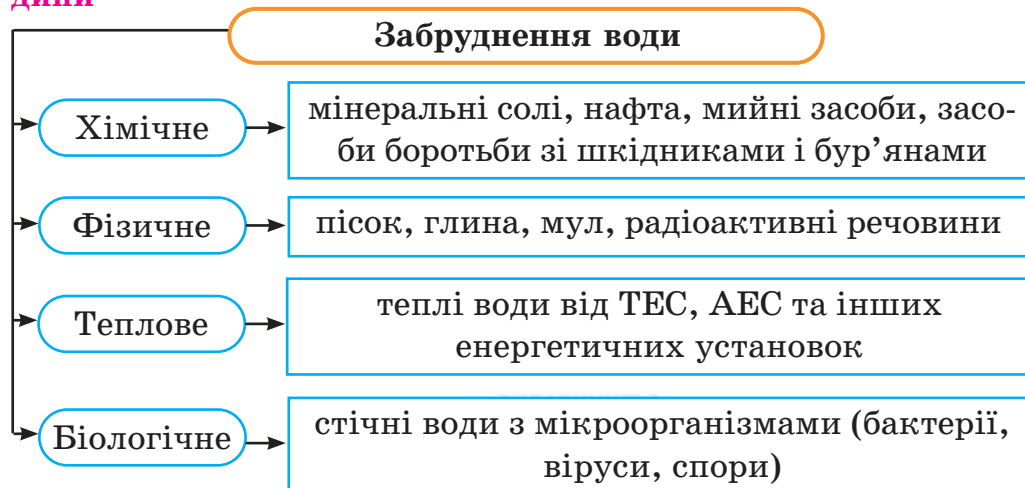 дини
Забруднення води
Хімічне
мінеральні солі, нафта, мийні засоби, засо-
би боротьби зі шкідниками і бур’янами
Фізичне
пісок, глина, мул, радіоактивні речовини
Теплове
теплі води від ТЕС, АЕС та інших
енергетичних установок
Біологічне
стічні води з мікроорганізмами (бактерії,
віруси, спори)